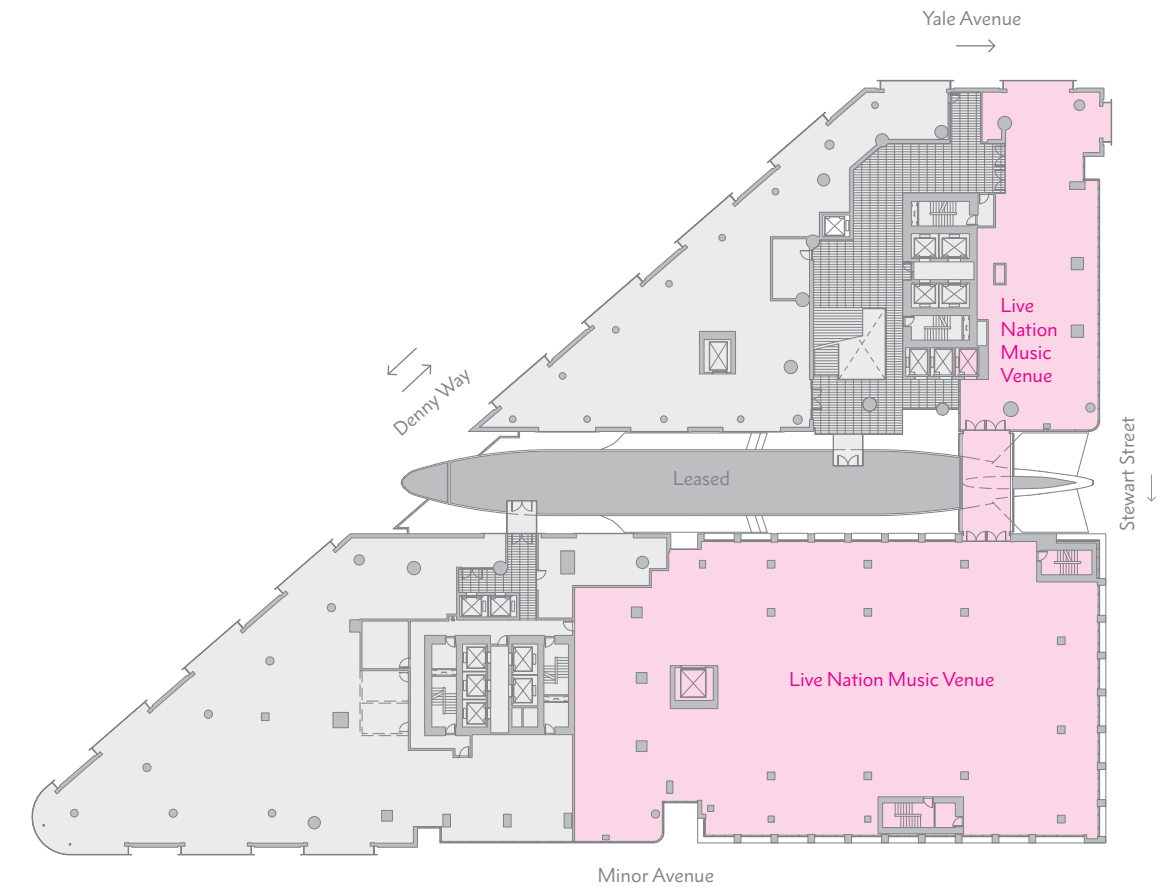 Yale Avenue
Live
Nation
Music
Venue
Denny Way
Leased
Stewart Street
Live Nation Music Venue
Minor Avenue